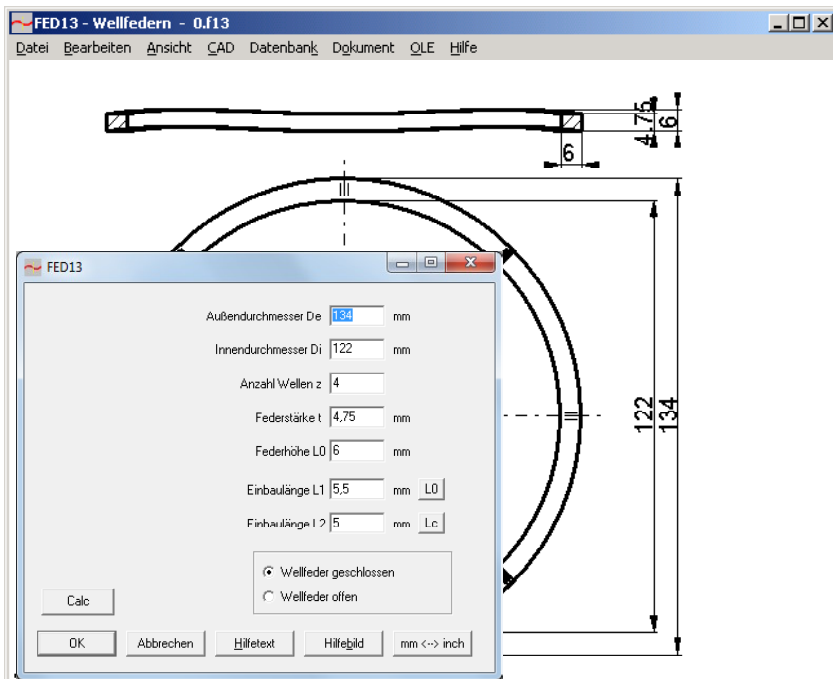 FED13 - Wellfedern - 0.f13
Datei Bearbeiten Ansicht CAD Datenbank Dokument OLE Hilfe
4.75
6
6
122
134
FED13
Außendurchmesser De 134 mm
Innendurchmesser Di 122 mm
Anzahl Wellen z 4
Federstärke t 4,75 mm
Federhöhe L0 6 mm
Einbaulänge L1 5,5 mm L0
Einbaulänge L2 5 mm Lc
Wellfeder geschlossen
Wellfeder offen
Calc
OK Abbrechen Hilfetext Hilfebild mm <--> inch